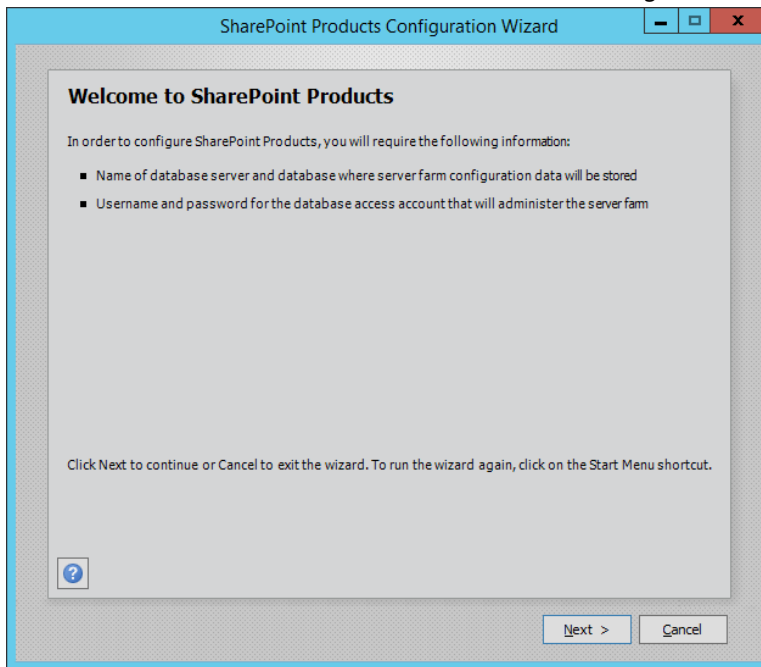 SharePoint Products Configuration Wizard
Welcome to SharePoint Products
In order to configure SharePoint Products, you will require the following information:
Name of database server and database where server farm configuration data will be stored
Username and password for the database access account that will administer the server farm
Click Next to continue or Cancel to exit the wizard. To run the wizard again, click on the Start Menu shortcut.
Next > Cancel